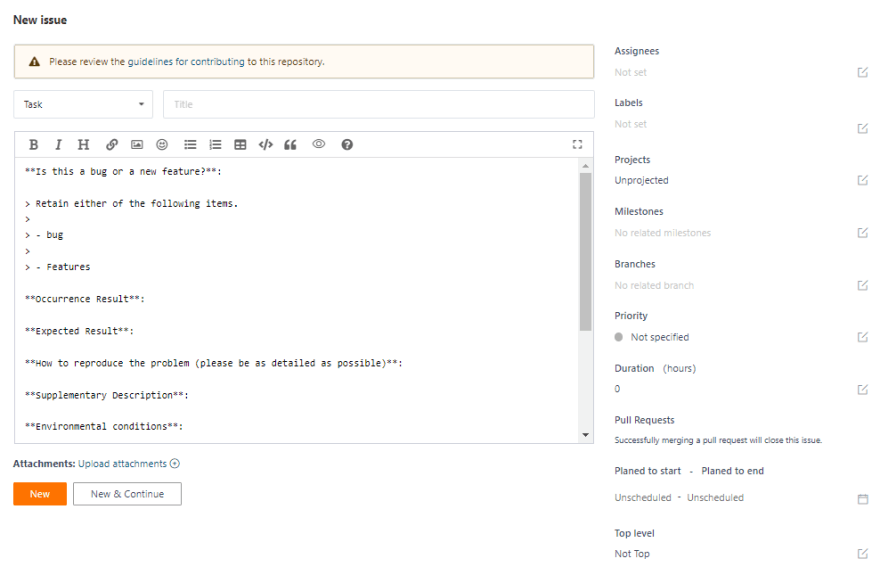 New issue
Please review the guidelines for contributing to this repository.
Task
Title
B I H
**Is this a bug or a new feature?**:
> Retain either of the following items.
>
> - bug
>
> - Features
**Occurrence Result**:
**Expected Result**:
**How to reproduce the problem (please be as detailed as possible)**:
**Supplementary Description**:
**Environmental conditions**:
Attachments: Upload attachments
New
New & Continue
Assignees
Not set
Labels
Not set
Projects
Unprojected
Milestones
No related milestones
Branches
No related branch
Priority
Not specified
Duration (hours)
0
Pull Requests
Successfully merging a pull request will close this issue.
Planed to start - Planed to end
Unscheduled - Unscheduled
Top level
Not Top